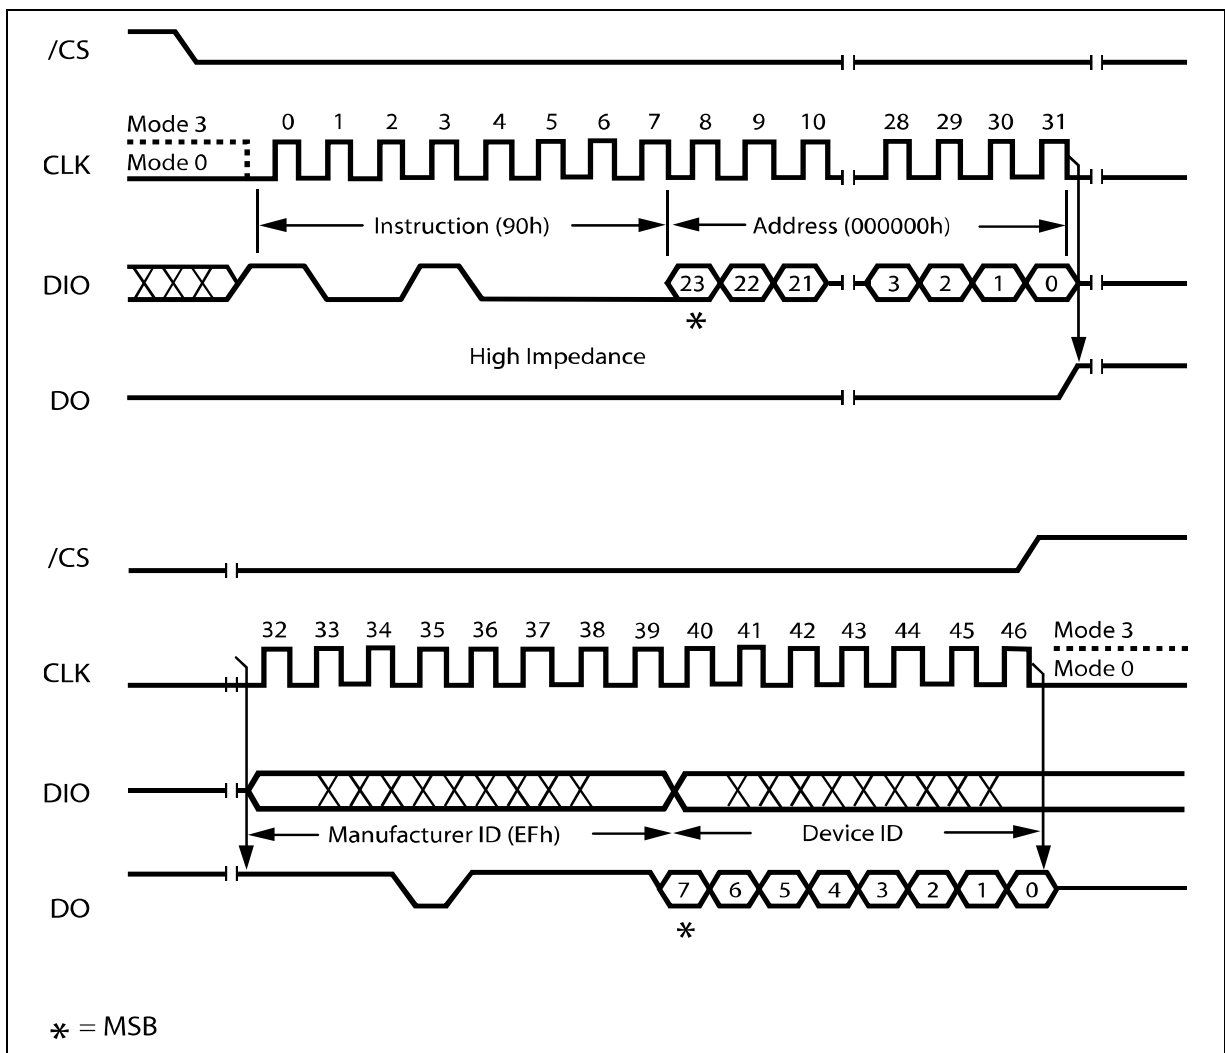 /CS
Mode 3
0 1 2 3 4 5 6 7 8 9 10 28 29 30 31
CLK
Mode 0
Instruction (90h)
Address (000000h)
DIO
23 22 21 3 2 1 0
*
High Impedance
DO
/CS
32 33 34 35 36 37 38 39 40 41 42 43 44 45 46
Mode 3
CLK
Mode 0
DIO
Manufacturer ID (EFh)
Device ID
DO
7 6 5 4 3 2 1 0
*
* = MSB